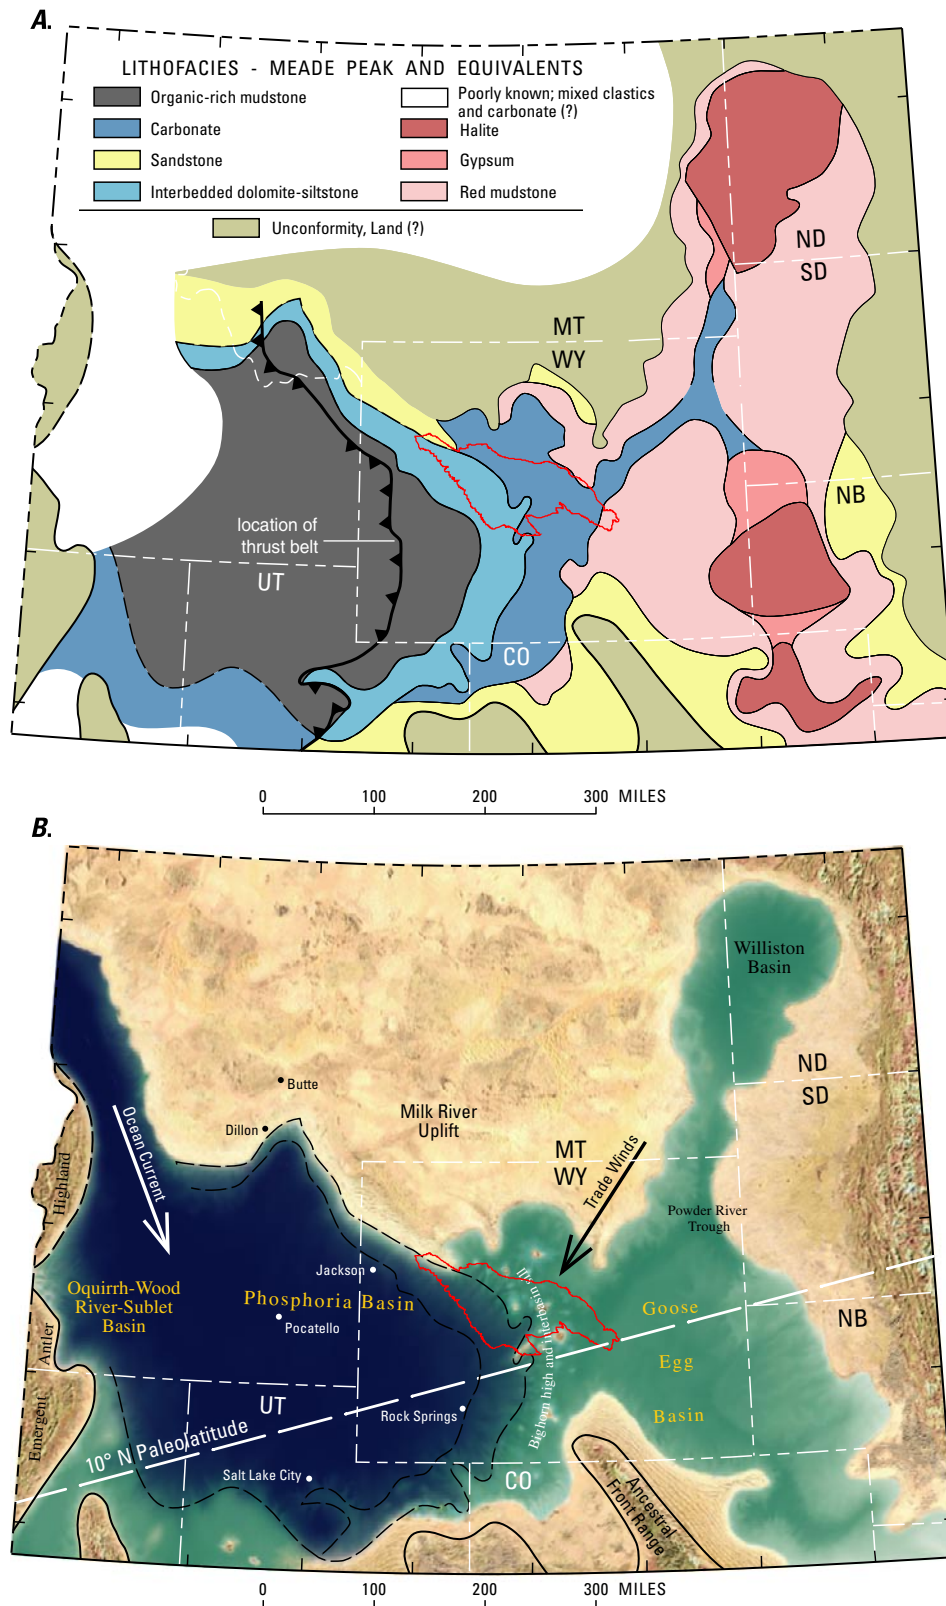 A.
LITHOFACIES - MEADE PEAK AND EQUIVALENTS
Organic-rich mudstone
Carbonate
Sandstone
Interbedded dolomite-siltstone
Poorly known; mixed clastics
and carbonate (?)
Halite
Gypsum
Red mudstone
Unconformity, Land (?)
ND
SD
MT
WY
NB
location of
thrust belt
UT
CO
0 100 200 300 MILES
B.
Williston
Basin
ND
SD
Butte
Dillon
Milk River
Uplift
MT
WY
Trade Winds
Ocean Current
Highland
Powder River
Trough
Jackson
Oquirrh-Wood
River-Sublet
Basin
Phosphoria Basin
Pocatello
Goose
Egg
Basin
NB
Antler
Emergent
Bighorn high and interbasin sill
UT
Rock Springs
10° N Paleolatitude
Salt Lake City
CO
Ancestral
Front Range
0 100 200 300 MILES